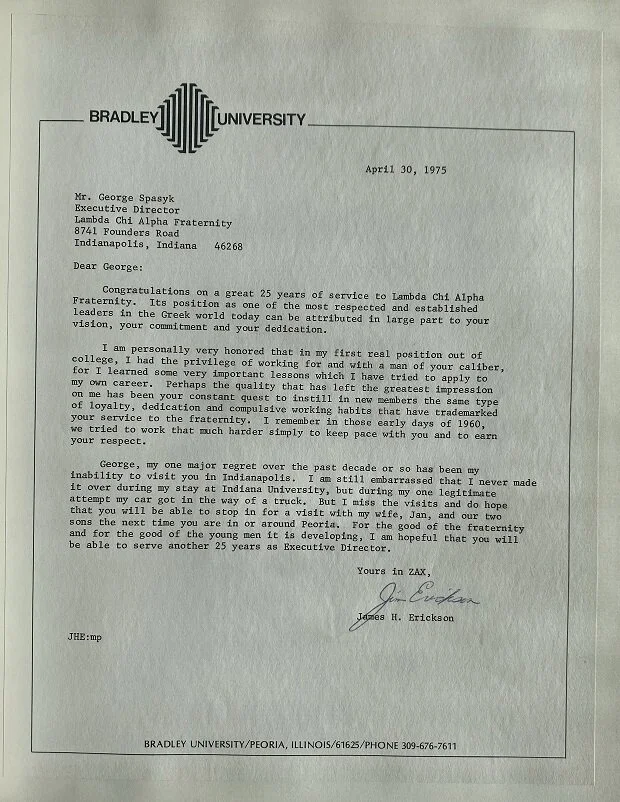 BRADLEY UNIVERSITY
April 30, 1975
Mr. George Spasyk
Executive Director
Lambda Chi Alpha Fraternity
8741 Founders Road
Indianapolis, Indiana 46268
Dear George:
Congratulations on a great 25 years of service to Lambda Chi Alpha
Fraternity. Its position as one of the most respected and established
leaders in the Greek world today can be attributed in large part to your
vision, your commitment and your dedication.
I am personally very honored that in my first real position out of
college, I had the privilege of working for and with a man of your caliber,
for I learned some very important lessons which I have tried to apply to
my own career. Perhaps the quality that has left the greatest impression
on me has been your constant quest to instill in new members the same type
of loyalty, dedication and compulsive working habits that have trademarked
your service to the fraternity. I remember in those early days of 1960,
we tried to work that much harder simply to keep pace with you and to earn
your respect.
George, my one major regret over the past decade or so has been my
inability to visit you in Indianapolis. I am still embarrassed that I never made
it over during my stay at Indiana University, but during my one legitimate
attempt my car got in the way of a truck. But I miss the visits and do hope
that you will be able to stop in for a visit with my wife, Jan, and our two
sons the next time you are in or around Peoria. For the good of the fraternity
and for the good of the young men it is developing, I am hopeful that you will
be able to serve another 25 years as Executive Director.
Yours in ZAX,
Jim Erickson
James H. Erickson
JHE:mp
BRADLEY UNIVERSITY/PEORIA, ILLINOIS/61625/PHONE 309-676-7611